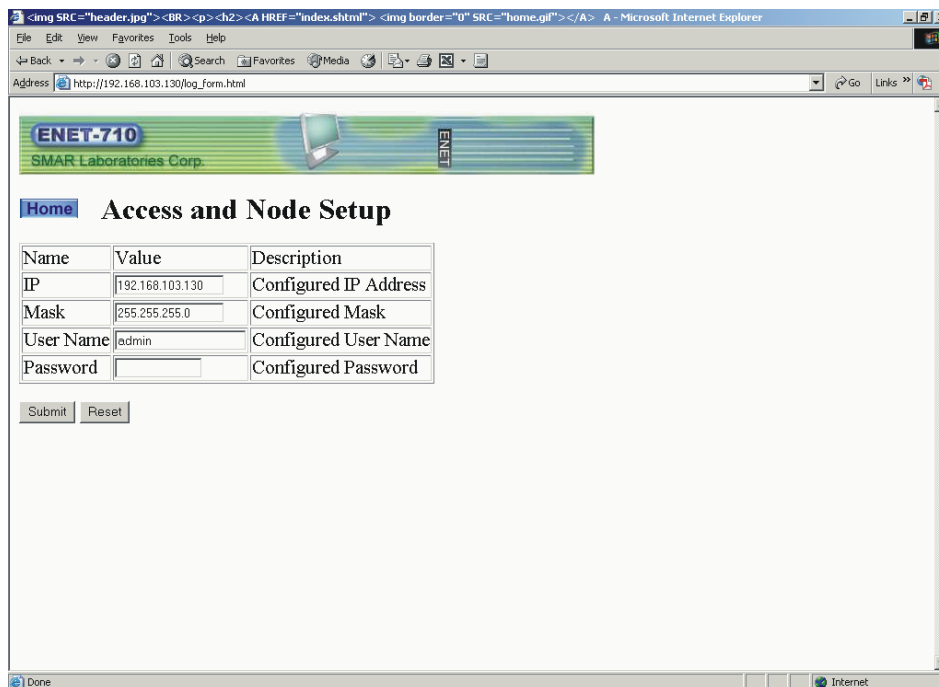 <img SRC="header.jpg"><BR><p><h2><A HREF="index.shtml"> <img border="0" SRC="home.gif"></A> A - Microsoft Internet Explorer
File Edit View Favorites Tools Help
Back Search Favorites Media
Address http://192.168.103.130/log_form.html Go Links »
ENET-710
SMAR Laboratories Corp.
ENET
Home Access and Node Setup
Name Value Description
IP 192.168.103.130 Configured IP Address
Mask 255.255.255.0 Configured Mask
User Name admin Configured User Name
Password Configured Password
Submit Reset
Done Internet